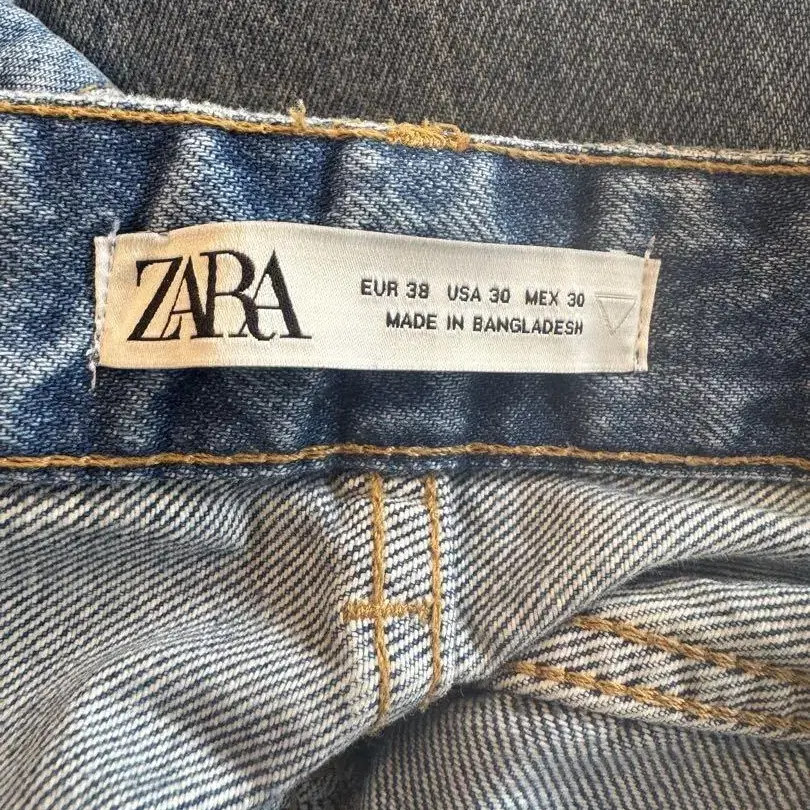 ZARA
EUR 38 USA 30 MEX 30
MADE IN BANGLADESH